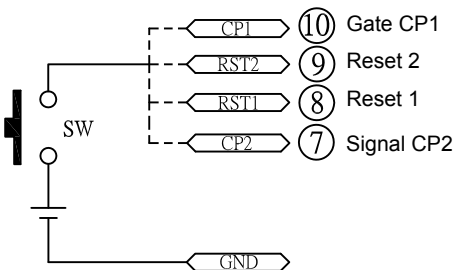 CP1 ⑩ Gate CP1
RST2 ⑨ Reset 2
RST1 ⑧ Reset 1
SW
CP2 ⑦ Signal CP2
GND